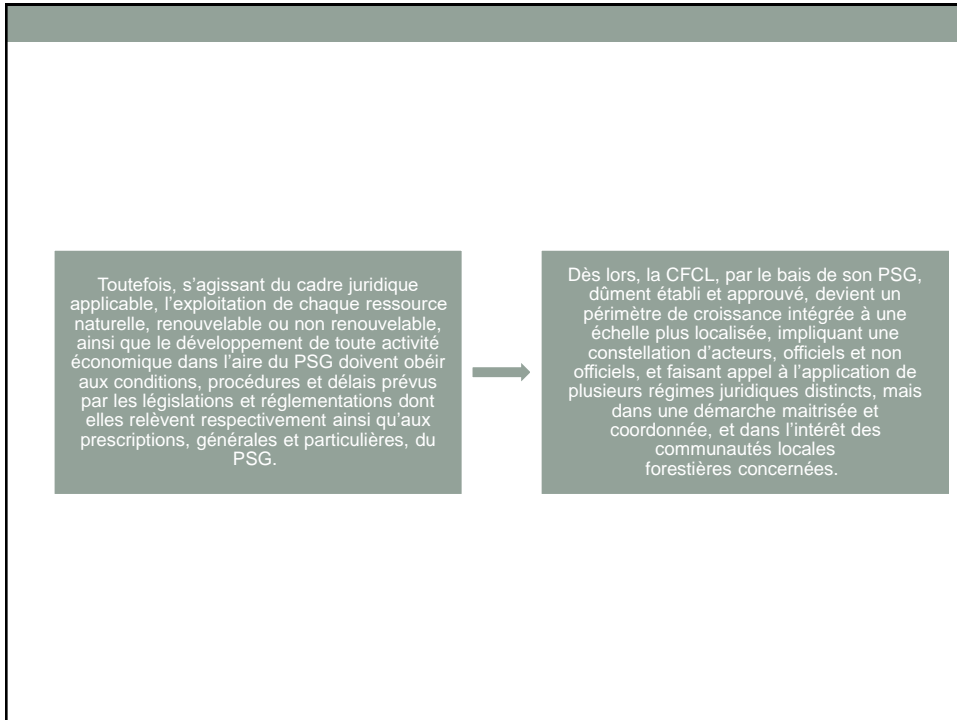 Toutefois, s’agissant du cadre juridique
applicable, l’exploitation de chaque ressource
naturelle, renouvelable ou non renouvelable,
ainsi que le développement de toute activité
économique dans l’aire du PSG doivent obéir
aux conditions, procédures et délais prévus
par les législations et réglementations dont
elles relèvent respectivement ainsi qu’aux
prescriptions, générales et particulières, du
PSG.
Dès lors, la CFCL, par le bais de son PSG,
dûment établi et approuvé, devient un
périmètre de croissance intégrée à une
échelle plus localisée, impliquant une
constellation d’acteurs, officiels et non
officiels, et faisant appel à l’application de
plusieurs régimes juridiques distincts, mais
dans une démarche maitrisée et
coordonnée, et dans l’intérêt des
communautés locales
forestières concernées.